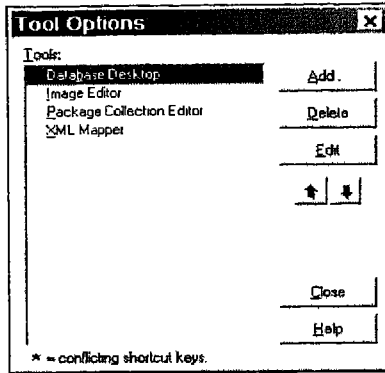 Tool Options
Tools:
Database Desktop
Image Editor
Package Collection Editor
XML Mapper
Add .
Delete
Edit
Close
Help
* = conflicting shortcut keys.